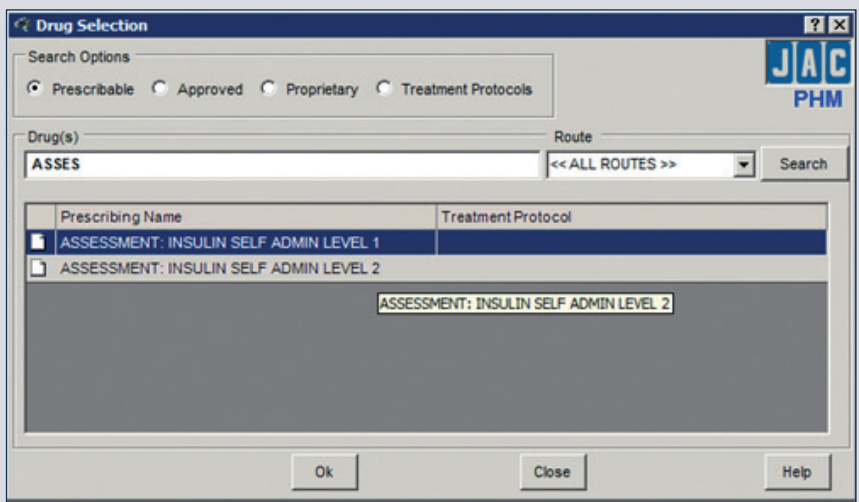 Drug Selection
Search Options
Prescribable Approved Proprietary Treatment Protocols
JAC
PHM
Drug(s) Route
ASSES << ALL ROUTES >> Search
Prescribing Name Treatment Protocol
ASSESSMENT: INSULIN SELF ADMIN LEVEL 1
ASSESSMENT: INSULIN SELF ADMIN LEVEL 2
ASSESSMENT: INSULIN SELF ADMIN LEVEL 2
Ok Close Help